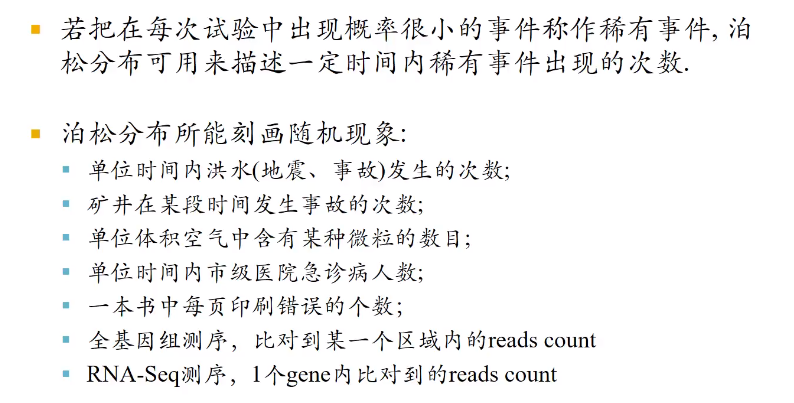 若把在每次试验中出现概率很小的事件称作稀有事件, 泊
松分布可用来描述一定时间内稀有事件出现的次数.
泊松分布所能刻画随机现象:
单位时间内洪水(地震、事故)发生的次数;
矿井在某段时间发生事故的次数;
单位体积空气中含有某种微粒的数目;
单位时间内市级医院急诊病人数;
一本书中每页印刷错误的个数；
全基因组测序，比对到某一个区域内的reads count
RNA-Seq测序，1个gene内比对到的reads count